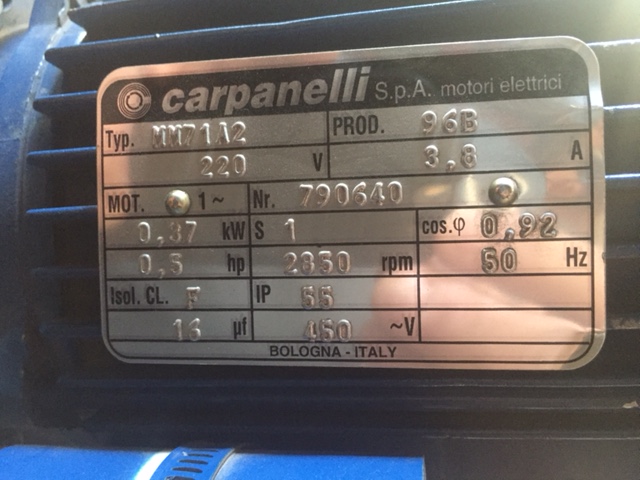 carpanelli S.p.A. motori elettrici
Typ. MM71A2 PROD. 96B
220 V 3,8 A
MOT. 1~ Nr. 790640
0,37 kW S 1 cos.φ 0,92
0,5 hp 2850 rpm 50 Hz
Isol. CL. F IP 55
16 µf 450 ~V
BOLOGNA - ITALY